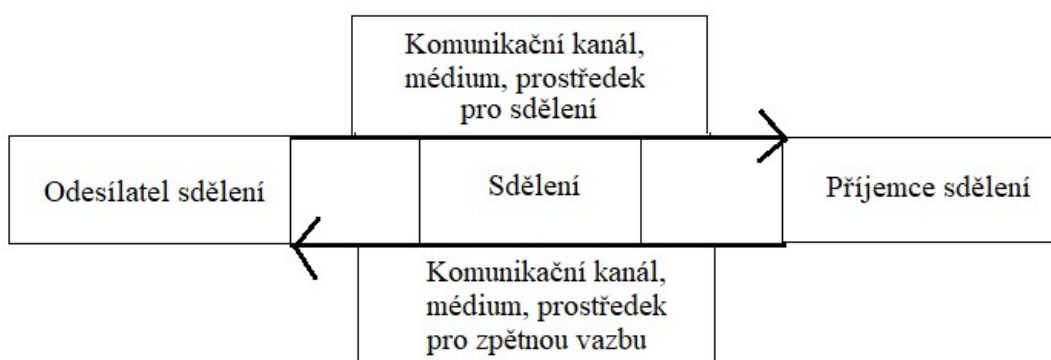 Komunikační kanál,
médium, prostředek
pro sdělení
Odesílatel sdělení
Sdělení
Příjemce sdělení
Komunikační kanál,
médium, prostředek
pro zpětnou vazbu